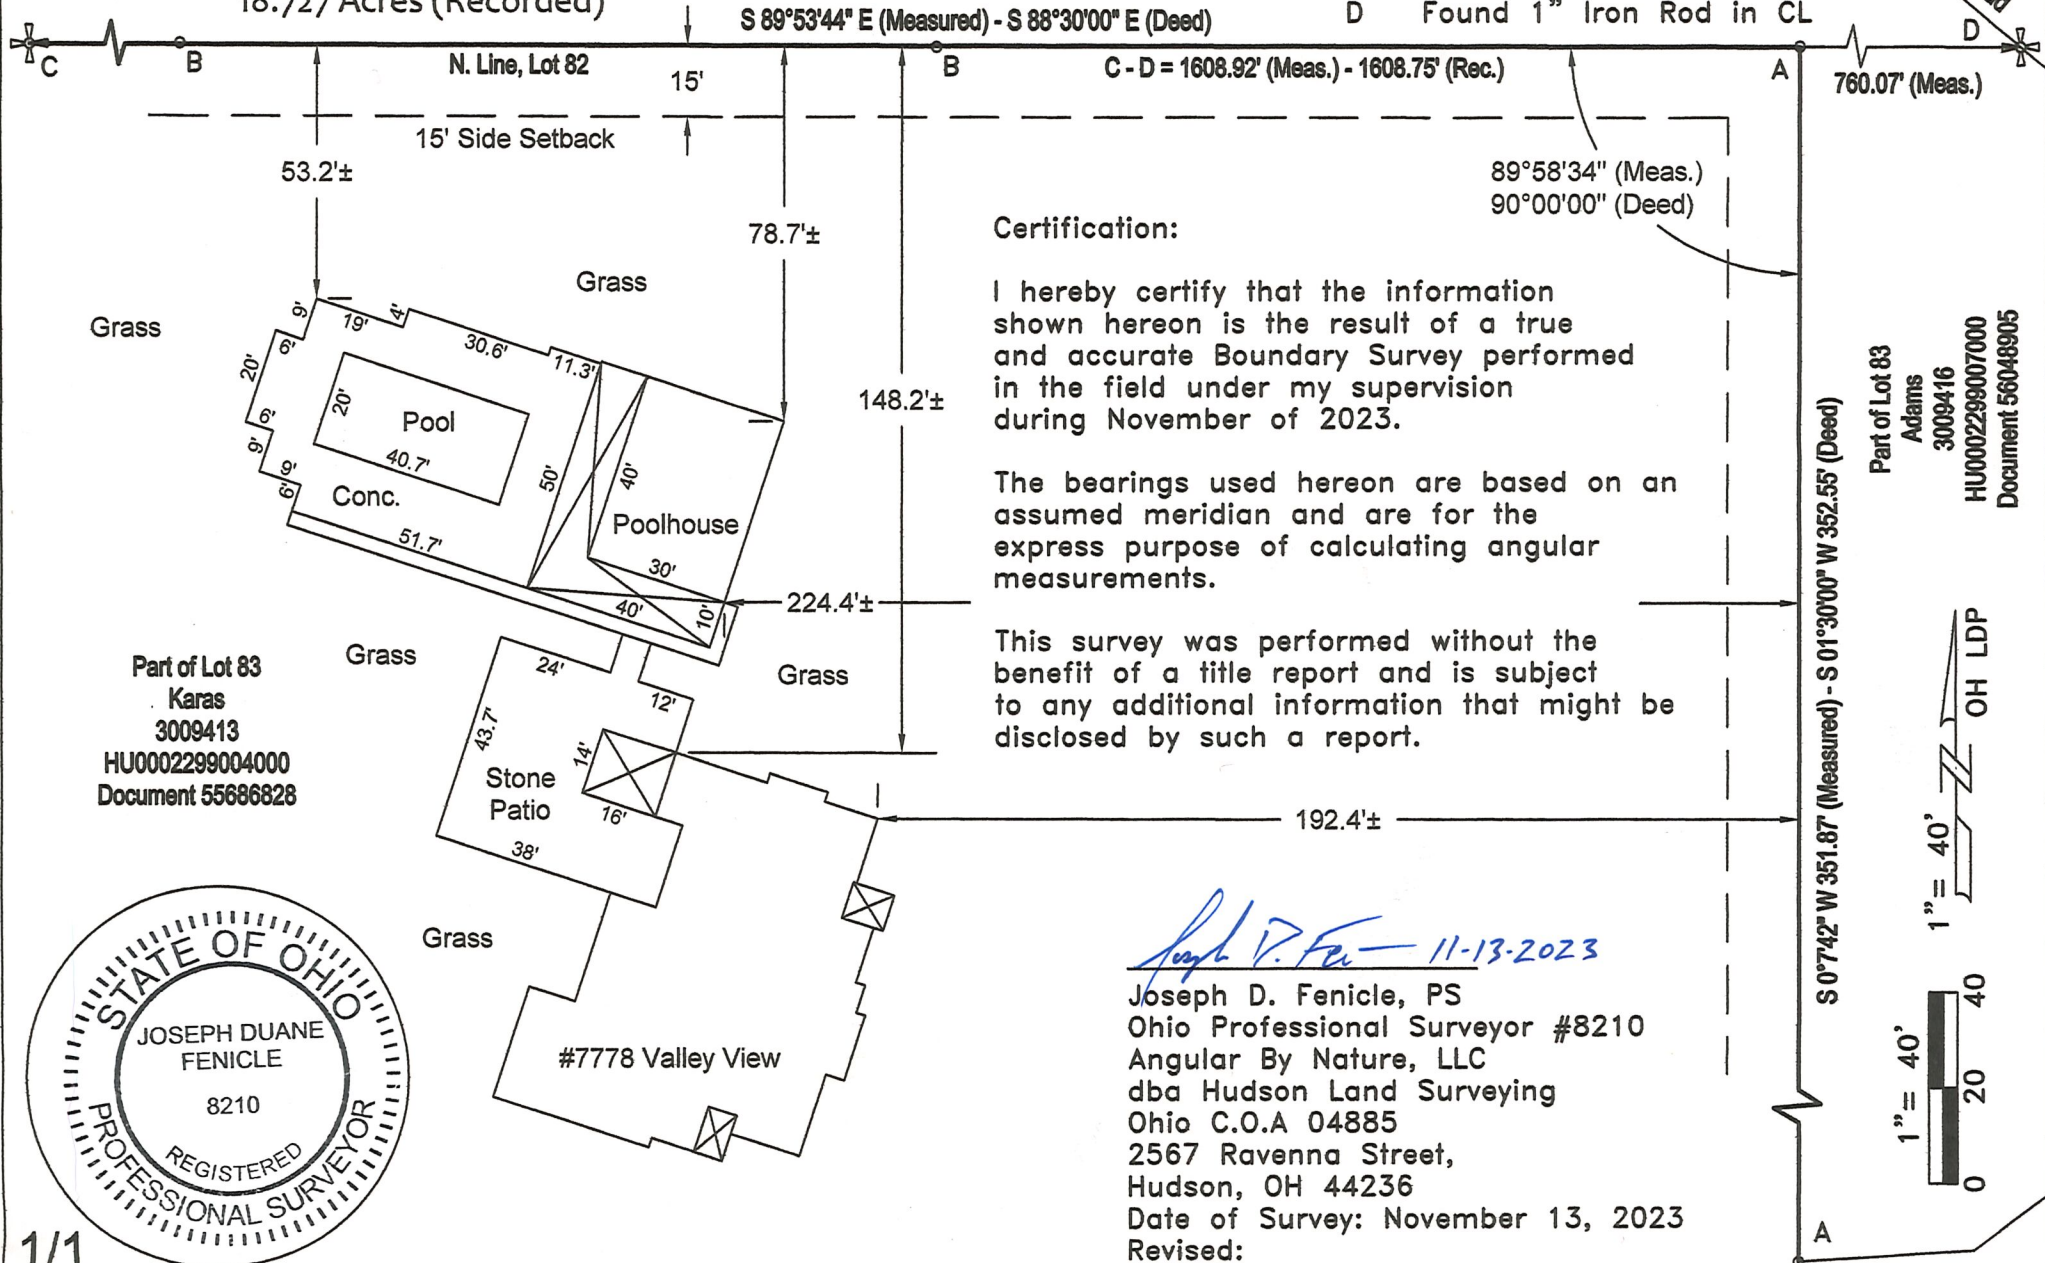 18.727 Acres (Recorded)
S 89°53'44" E (Measured) - S 88°30'00" E (Deed)
D Found 1" Iron Rod in CL
C
B
N. Line, Lot 82
15'
B
C - D = 1608.92' (Meas.) - 1608.75' (Rec.)
A
D
760.07' (Meas.)
15' Side Setback
53.2'±
78.7'±
148.2'±
89°58'34" (Meas.)
90°00'00" (Deed)
Grass
Grass
9'
19'
4'
30.6'
11.3'
6'
20'
6'
9'
9'
6'
20'
Pool
40.7'
Conc.
50'
40'
Poolhouse
51.7'
30'
40'
10'
224.4'±
Certification:
I hereby certify that the information
shown hereon is the result of a true
and accurate Boundary Survey performed
in the field under my supervision
during November of 2023.
The bearings used hereon are based on an
assumed meridian and are for the
express purpose of calculating angular
measurements.
This survey was performed without the
benefit of a title report and is subject
to any additional information that might be
disclosed by such a report.
Part of Lot 83
Adams
3009416
HU0002299007000
Document 56048905
S 0°7'42" W 351.87' (Measured) - S 01°30'00" W 352.55' (Deed)
Part of Lot 83
Karas
3009413
HU0002299004000
Document 55686828
Grass
Grass
24'
12'
43.7'
14'
Stone
Patio
16'
38'
192.4'±
Grass
#7778 Valley View
OH LDP
N
1"= 40'
1"= 40'
0 20 40
STATE OF OHIO
JOSEPH DUANE
FENICLE
8210
REGISTERED
PROFESSIONAL SURVEYOR
11-13-2023
Joseph D. Fenicle, PS
Ohio Professional Surveyor #8210
Angular By Nature, LLC
dba Hudson Land Surveying
Ohio C.O.A 04885
2567 Ravenna Street,
Hudson, OH 44236
Date of Survey: November 13, 2023
Revised:
A
1/1